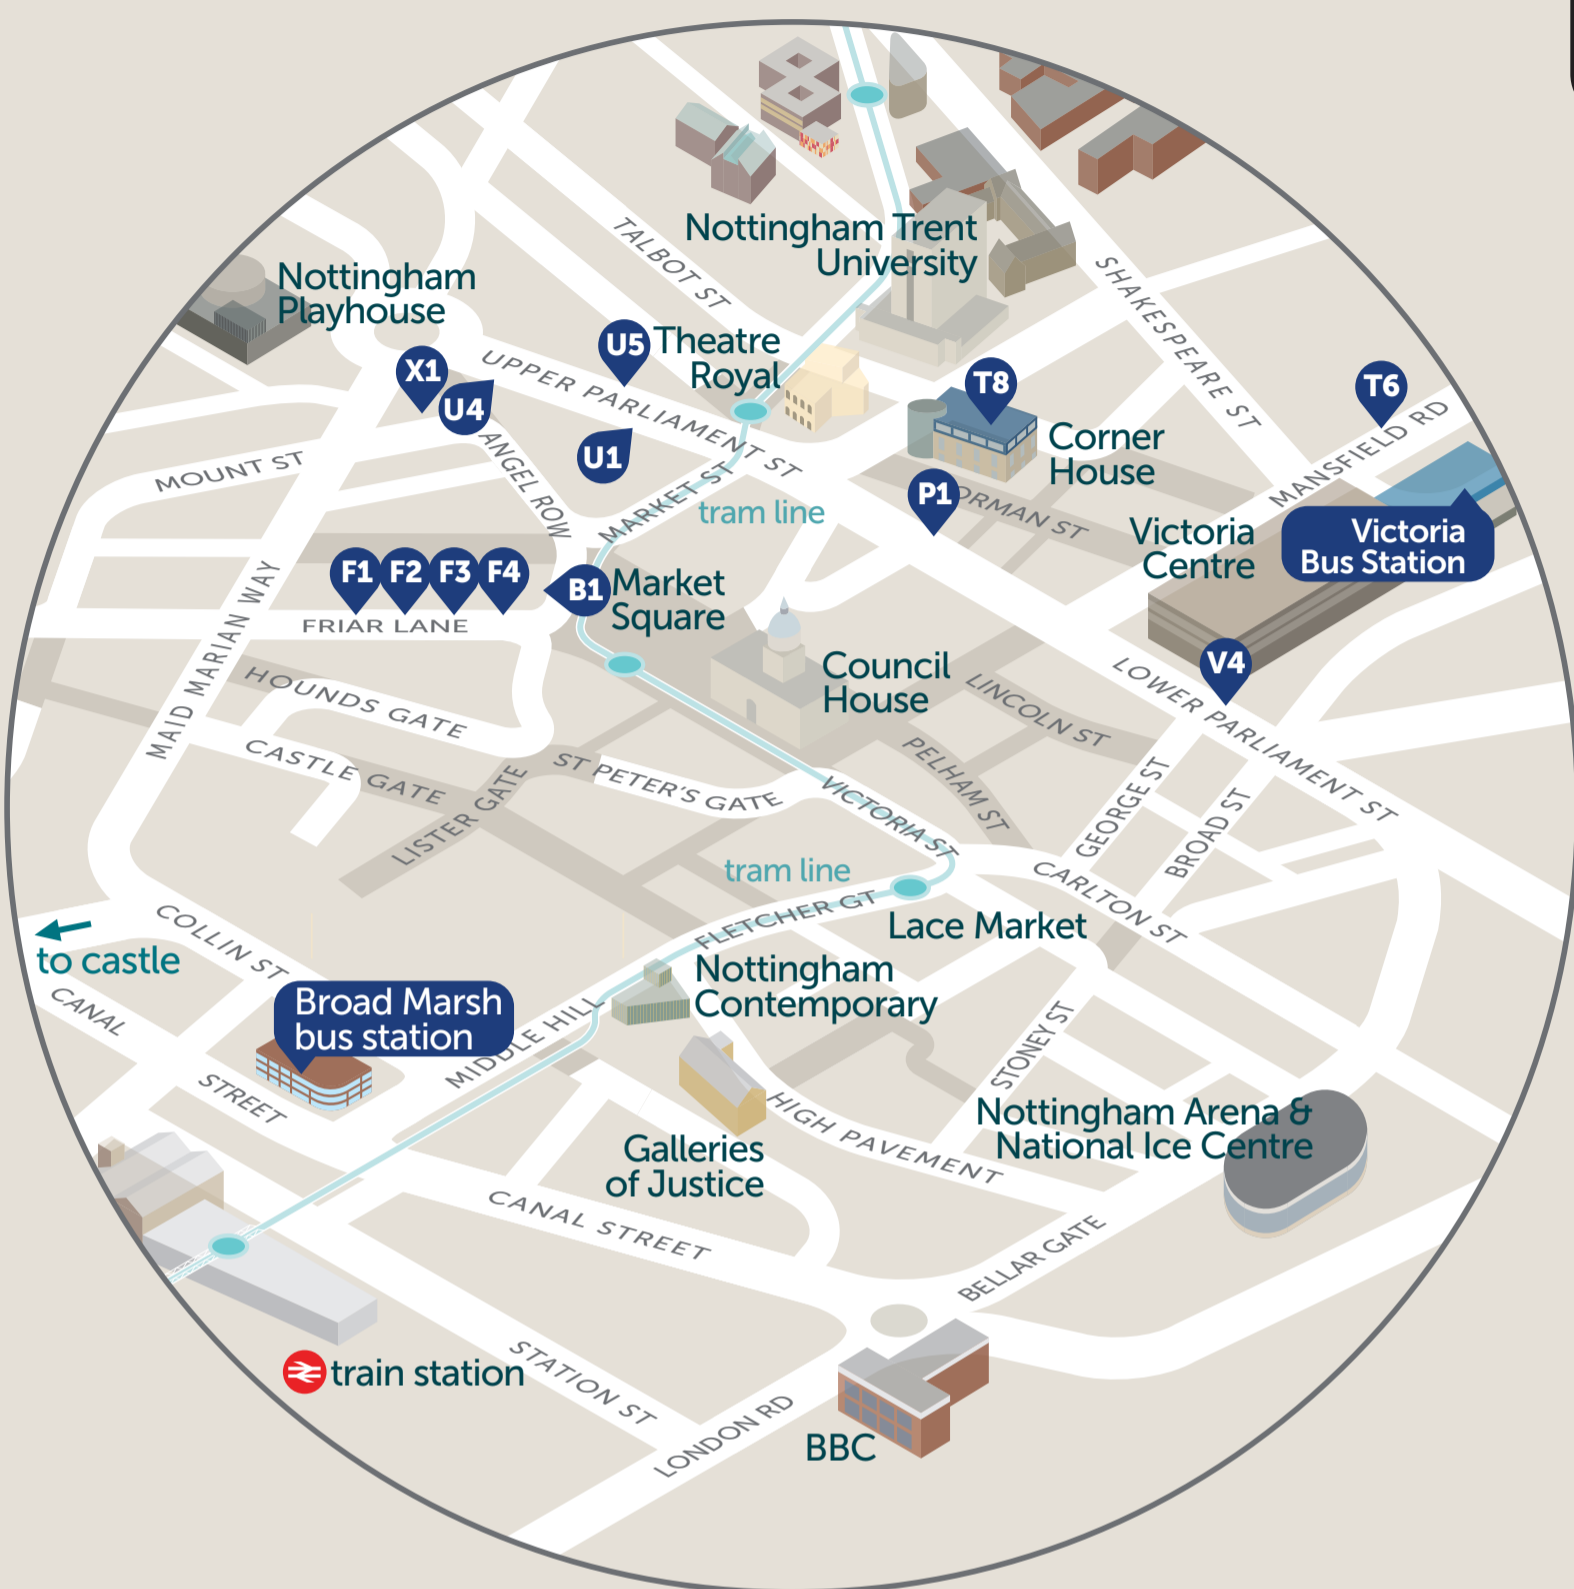 Nottingham Trent
University
TALBOT ST
SHAKESPEARE ST
Nottingham
Playhouse
U5
Theatre
Royal
X1
U4
UPPER PARLIAMENT ST
T8
T6
MANSFIELD RD
Corner
House
ANGEL ROW
U1
MOUNT ST
MARKET ST
tram line
P1
ORMAN ST
Victoria
Centre
Victoria
Bus Station
F1
F2
F3
F4
B1
Market
Square
FRIAR LANE
MAID MARIAN WAY
Council
House
V4
LOWER PARLIAMENT ST
LINCOLN ST
HOUNDS GATE
CASTLE GATE
LISTER GATE
ST PETER'S GATE
PELHAM ST
VICTORIA ST
GEORGE ST
BROAD ST
tram line
CARLTON ST
FLETCHER GT
Lace Market
COLLIN ST
to castle
CANAL
STREET
Broad Marsh
bus station
MIDDLE HILL
Nottingham
Contemporary
STONEY ST
HIGH PAVEMENT
Nottingham Arena &
National Ice Centre
Galleries
of Justice
CANAL STREET
BELLAR GATE
train station
STATION ST
LONDON RD
BBC